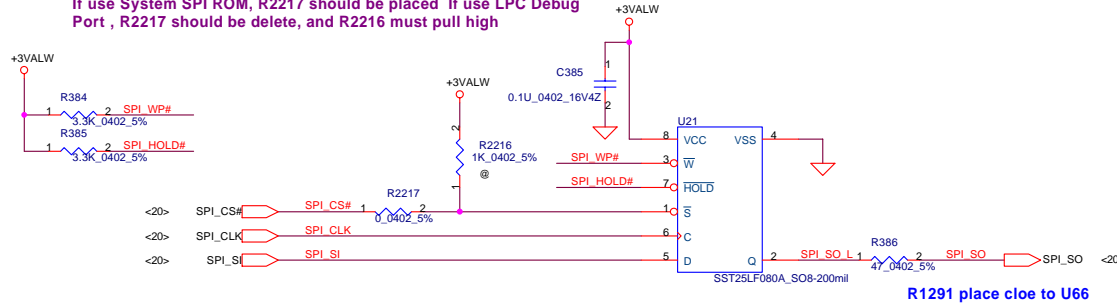 If use System SPI ROM, R2217 should be placed If use LPC Debug
Port , R2217 should be delete, and R2216 must pull high
+3VALW
+3VALW
+3VALW
C385
0.1U_0402_16V4Z
1
2
R384
1 2 SPI_WP#
3.3K_0402_5%
R385
1 2 SPI_HOLD#
3.3K_0402_5%
2
R2216
1K_0402_5%
@
1
U21
8 VCC VSS 4
SPI_WP# 3 W
SPI_HOLD# 7 HOLD
<20> SPI_CS# SPI_CS# 1 R2217 2 1 S
0_0402_5%
<20> SPI_CLK SPI_CLK 6 C
<20> SPI_SI SPI_SI 5 D Q 2 SPI_SO_L 1 R386 2 SPI_SO SPI_SO <20
47_0402_5%
SST25LF080A_SO8-200mil
R1291 place cloe to U66